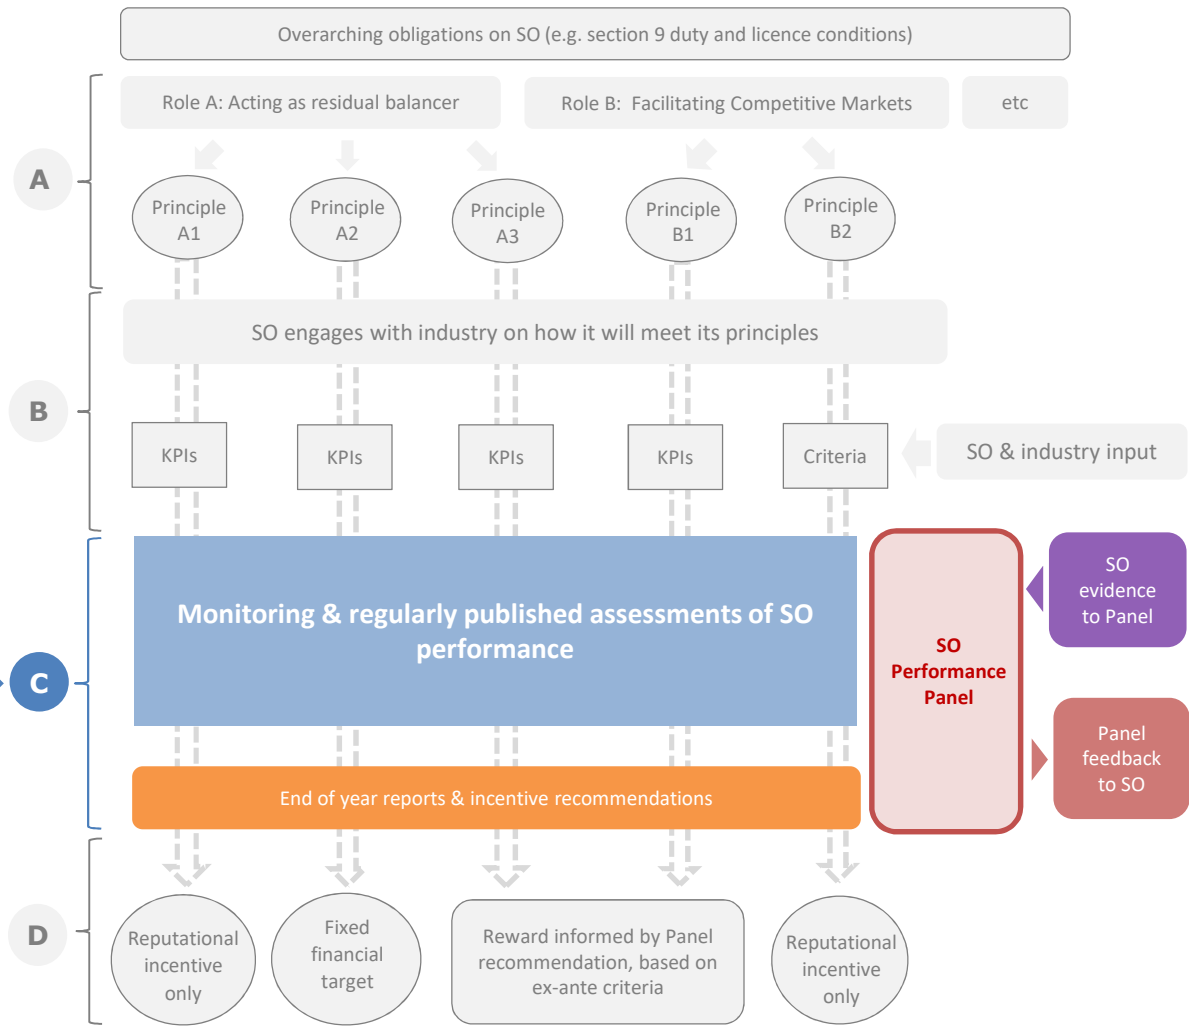 Overarching obligations on SO (e.g. section 9 duty and licence conditions)
Role A: Acting as residual balancer
Role B: Facilitating Competitive Markets
etc
A
Principle
A1
Principle
A2
Principle
A3
Principle
B1
Principle
B2
SO engages with industry on how it will meet its principles
B
KPIs
KPIs
KPIs
KPIs
Criteria
SO & industry input
C
Monitoring & regularly published assessments of SO
performance
SO
Performance
Panel
SO
evidence
to Panel
Panel
feedback
to SO
End of year reports & incentive recommendations
D
Reputational
incentive
only
Fixed
financial
target
Reward informed by Panel
recommendation, based on
ex-ante criteria
Reputational
incentive
only